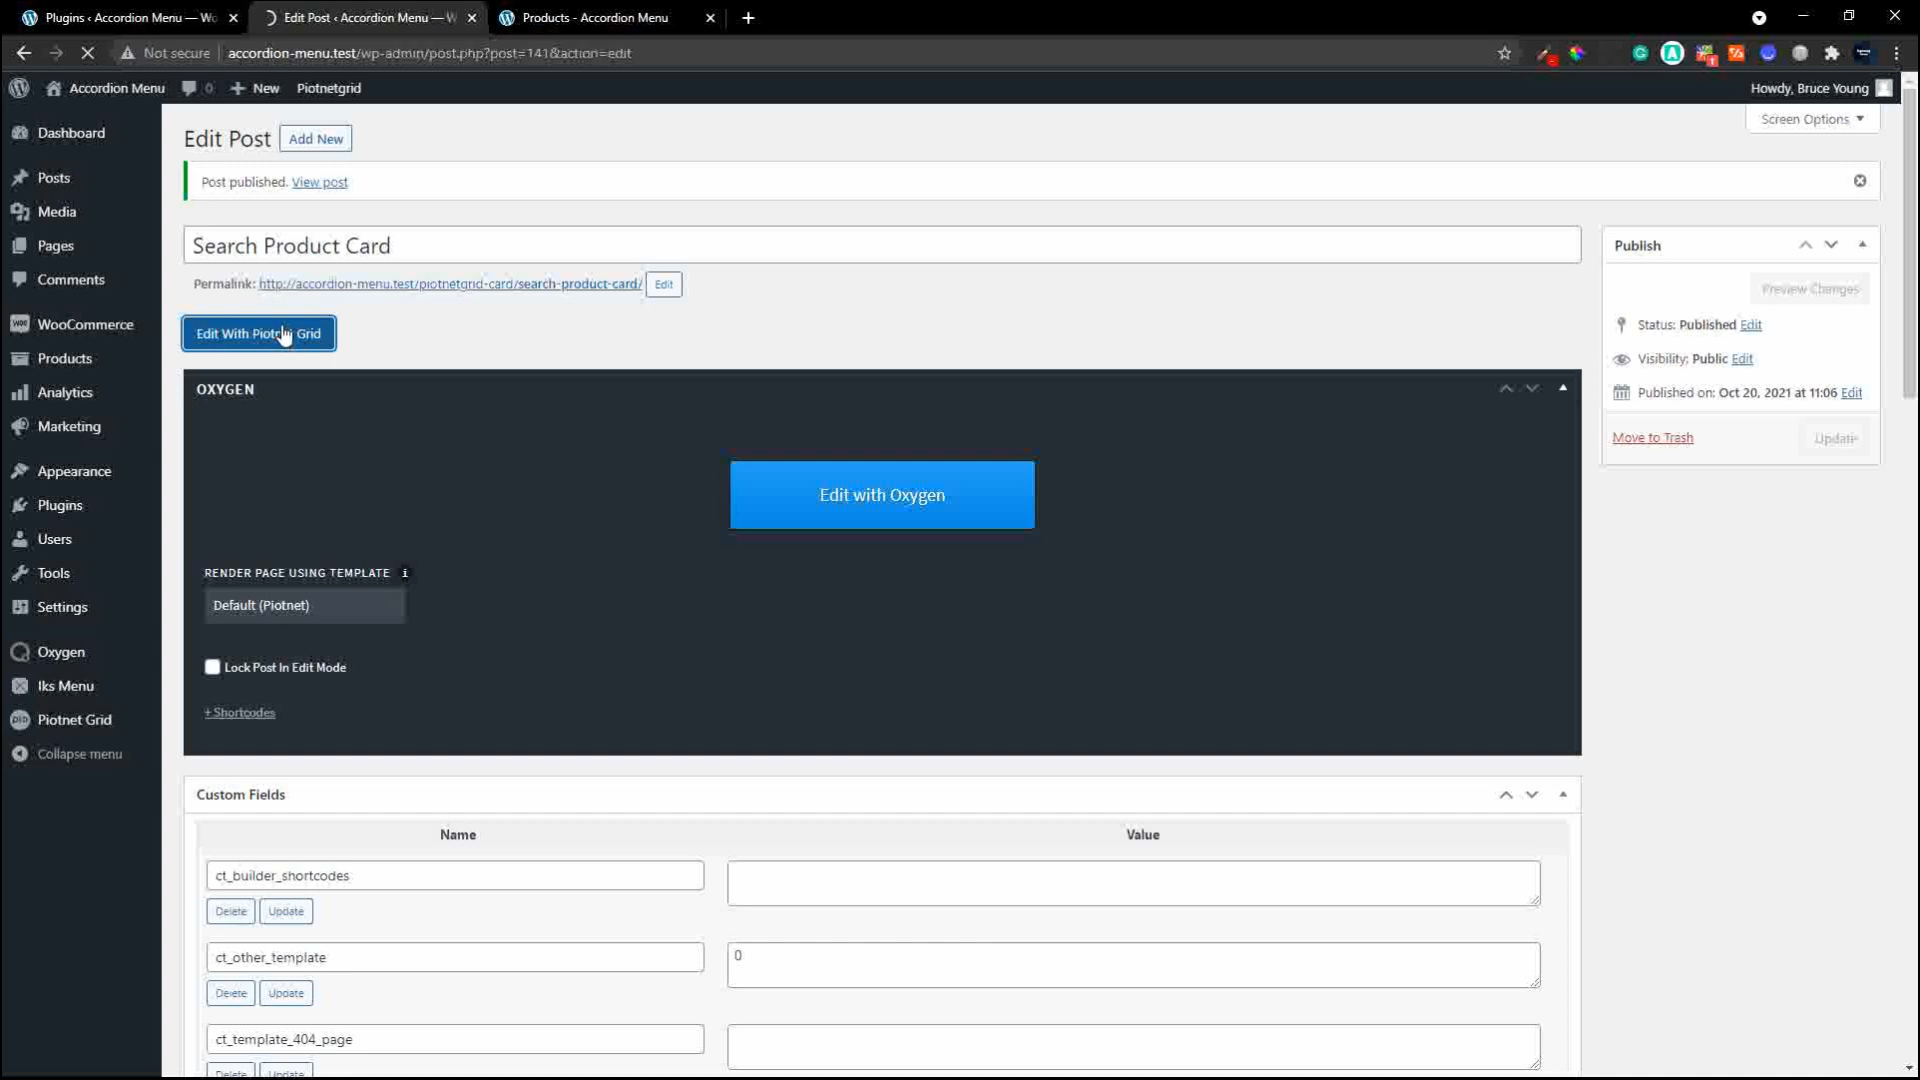 Plugins ‹ Accordion Menu — Wo
Edit Post ‹ Accordion Menu — W
Products - Accordion Menu
Not secure
accordion-menu.test/wp-admin/post.php?post=141&action=edit
Accordion Menu
0
New
Piotnetgrid
Howdy, Bruce Young
Screen Options
Dashboard
Posts
Media
Pages
Comments
WooCommerce
Products
Analytics
Marketing
Appearance
Plugins
Users
Tools
Settings
Oxygen
Iks Menu
Piotnet Grid
Collapse menu
Edit Post
Add New
Post published. View post
Search Product Card
Permalink: http://accordion-menu.test/piotnetgrid-card/search-product-card/
Edit
Edit With Piotnet Grid
OXYGEN
Edit with Oxygen
RENDER PAGE USING TEMPLATE i
Default (Piotnet)
Lock Post In Edit Mode
+ Shortcodes
Publish
Preview Changes
Status: Published Edit
Visibility: Public Edit
Published on: Oct 20, 2021 at 11:06 Edit
Move to Trash
Update
Custom Fields
Name
Value
ct_builder_shortcodes
Delete
Update
ct_other_template
0
Delete
Update
ct_template_404_page
Delete
Update